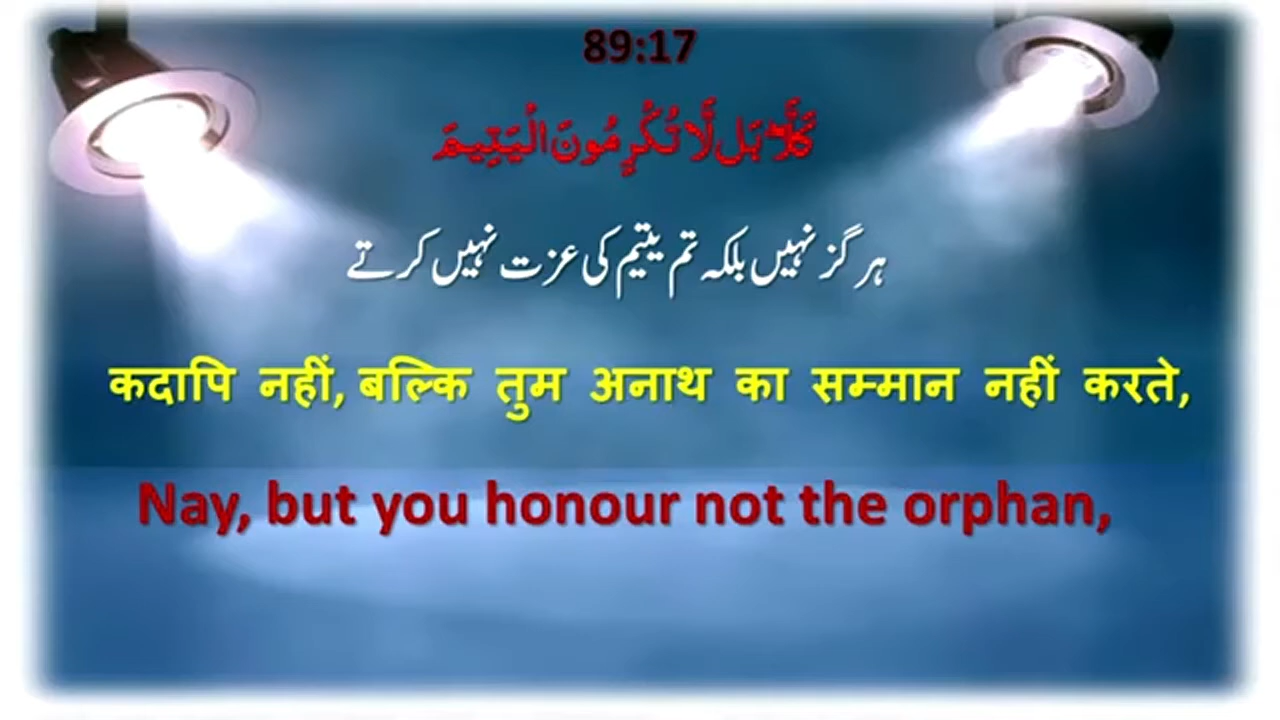 89:17
كَلَّا بَل لَّا تُكْرِمُونَ الْيَتِيمَ
ہر گز نہیں بلکہ تم یتیم کی عزت نہیں کرتے
कदापि नहीं, बल्कि तुम अनाथ का सम्मान नहीं करते,
Nay, but you honour not the orphan,